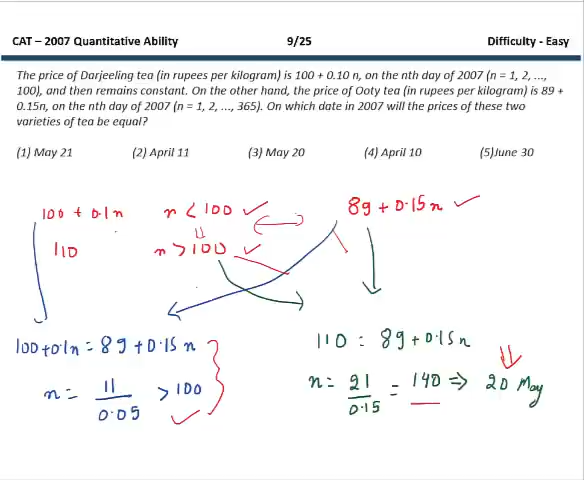 CAT – 2007 Quantitative Ability 9/25 Difficulty - Easy
The price of Darjeeling tea (in rupees per kilogram) is 100 + 0.10 n, on the nth day of 2007 (n = 1, 2, ...,
100), and then remains constant. On the other hand, the price of Ooty tea (in rupees per kilogram) is 89 +
0.15n, on the nth day of 2007 (n = 1, 2, ..., 365). On which date in 2007 will the prices of these two
varieties of tea be equal?
(1) May 21 (2) April 11 (3) May 20 (4) April 10 (5)June 30
100 + 0.1n n < 100 ✓ 89 + 0.15n ✓
110 n > 100 ✓
100+0.1n = 89+0.15n
n = 11/0.05 > 100
110 = 89+0.15n
n = 21/0.15 = 140 ⇒ 20 May